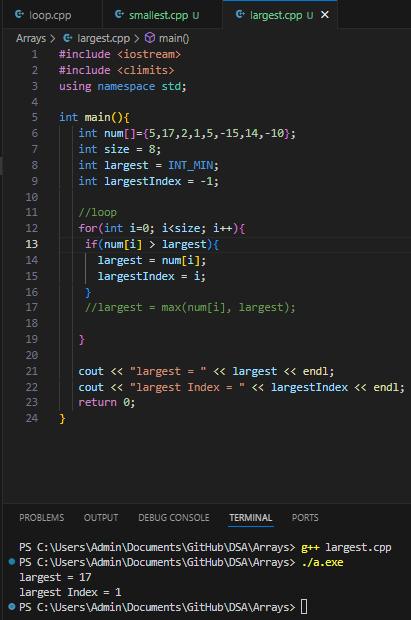 loop.cpp smallest.cpp U largest.cpp U ✕
Arrays > largest.cpp > main()
1 #include <iostream>
2 #include <climits>
3 using namespace std;
4
5 int main(){
6 int num[]={5,17,2,1,5,-15,14,-10};
7 int size = 8;
8 int largest = INT_MIN;
9 int largestIndex = -1;
10
11 //loop
12 for(int i=0; i<size; i++){
13 if(num[i] > largest){
14 largest = num[i];
15 largestIndex = i;
16 }
17 //largest = max(num[i], largest);
18
19 }
20
21 cout << "largest = " << largest << endl;
22 cout << "largest Index = " << largestIndex << endl;
23 return 0;
24 }
PROBLEMS OUTPUT DEBUG CONSOLE TERMINAL PORTS
PS C:\Users\Admin\Documents\GitHub\DSA\Arrays> g++ largest.cpp
PS C:\Users\Admin\Documents\GitHub\DSA\Arrays> ./a.exe
largest = 17
largest Index = 1
PS C:\Users\Admin\Documents\GitHub\DSA\Arrays>